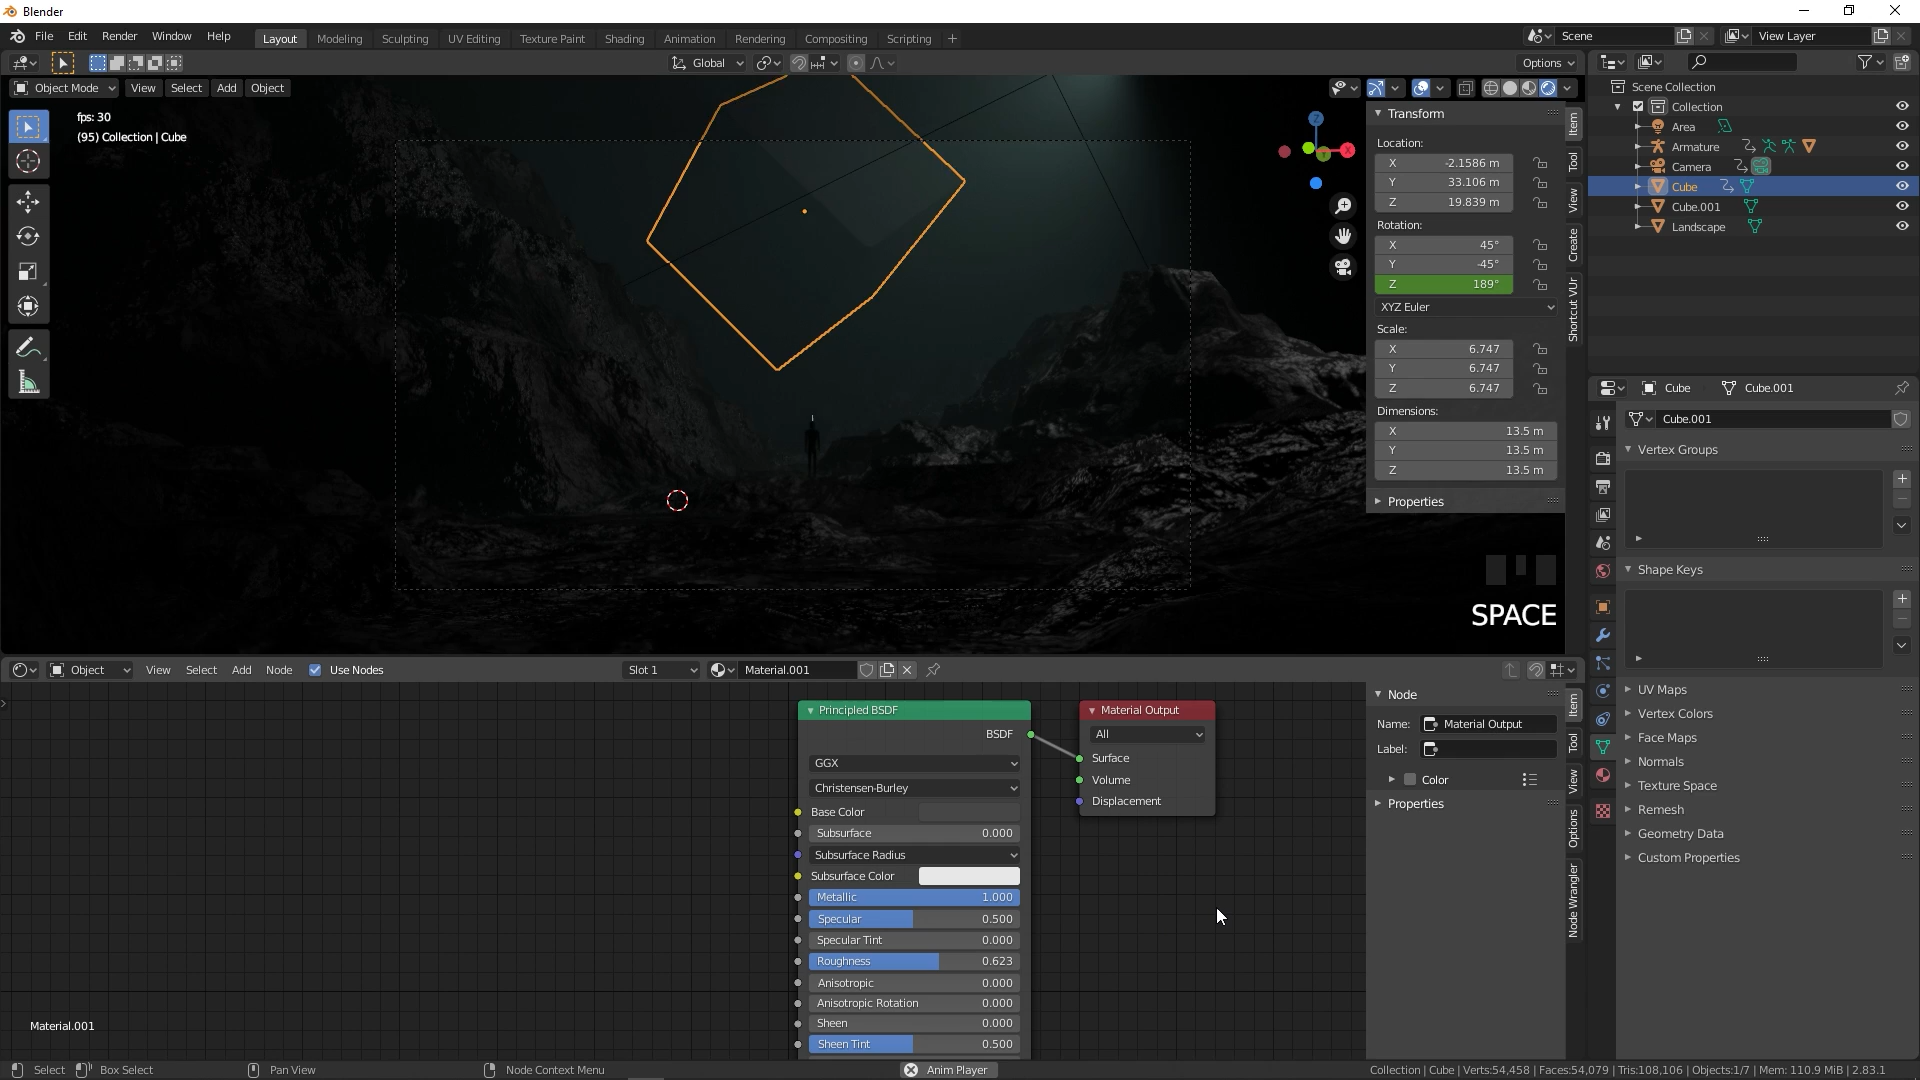 Blender
File Edit Render Window Help
Layout Modeling Sculpting UV Editing Texture Paint Shading Animation Rendering Compositing Scripting +
Scene
View Layer
Global
Options
Object Mode View Select Add Object
fps: 30
(95) Collection | Cube
Z
X
SPACE
Transform
Location:
X -2.1586 m
Y 33.106 m
Z 19.839 m
Rotation:
X 45°
Y -45°
Z 189°
XYZ Euler
Scale:
X 6.747
Y 6.747
Z 6.747
Dimensions:
X 13.5 m
Y 13.5 m
Z 13.5 m
Properties
Item
Tool
View
Create
Shortcut VUr
Scene Collection
Collection
Area
Armature
Camera
Cube
Cube.001
Landscape
Cube Cube.001
Cube.001
Vertex Groups
Shape Keys
UV Maps
Vertex Colors
Face Maps
Normals
Texture Space
Remesh
Geometry Data
Custom Properties
Object View Select Add Node Use Nodes
Slot 1
Material.001
Principled BSDF
BSDF
GGX
Christensen-Burley
Base Color
Subsurface 0.000
Subsurface Radius
Subsurface Color
Metallic 1.000
Specular 0.500
Specular Tint 0.000
Roughness 0.623
Anisotropic 0.000
Anisotropic Rotation 0.000
Sheen 0.000
Sheen Tint 0.500
Material Output
All
Surface
Volume
Displacement
Node
Name: Material Output
Label:
Color
Properties
Item
Tool
View
Options
Node Wrangler
Material.001
Select Box Select Pan View Node Context Menu Anim Player
Collection | Cube | Verts:54,458 | Faces:54,079 | Tris:108,106 | Objects:1/7 | Mem: 110.9 MiB | 2.83.1